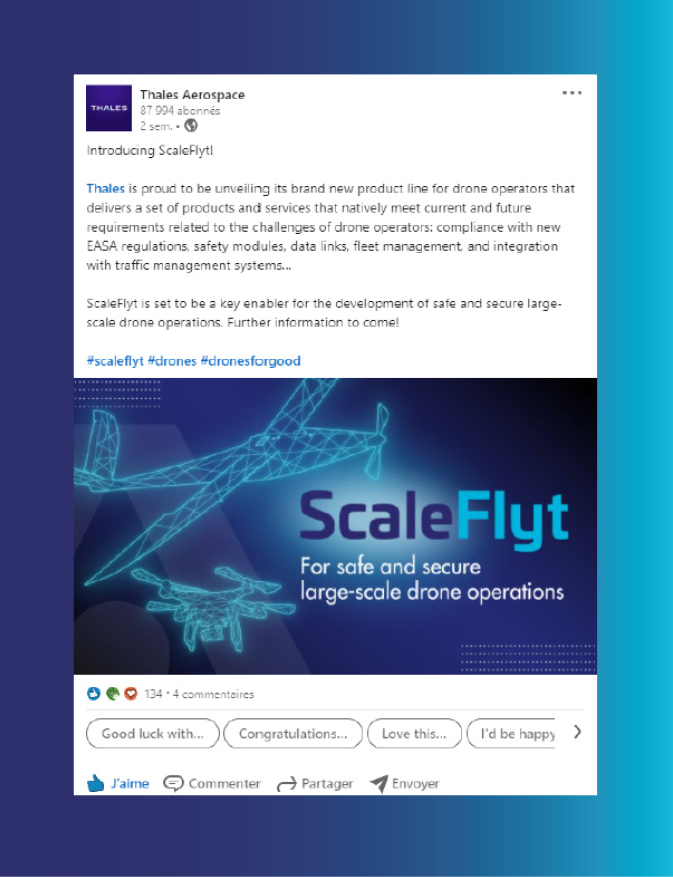 THALES
Thales Aerospace
87 994 abonnés
2 sem. •
Introducing ScaleFlyt!
Thales is proud to be unveiling its brand new product line for drone operators that
delivers a set of products and services that natively meet current and future
requirements related to the challenges of drone operators: compliance with new
EASA regulations, safety modules, data links, fleet management, and integration
with traffic management systems...
ScaleFlyt is set to be a key enabler for the development of safe and secure large-
scale drone operations. Further information to come!
#scaleflyt #drones #dronesforgood
ScaleFlyt
For safe and secure
large-scale drone operations
134 • 4 commentaires
Good luck with... Congratulations... Love this... I'd be happy
J'aime Commenter Partager Envoyer